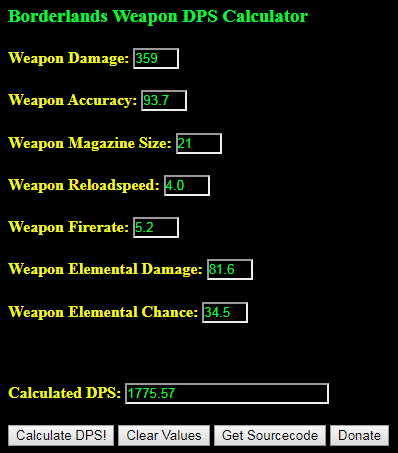 Borderlands Weapon DPS Calculator
Weapon Damage: 359
Weapon Accuracy: 93.7
Weapon Magazine Size: 21
Weapon Reloadspeed: 4.0
Weapon Firerate: 5.2
Weapon Elemental Damage: 81.6
Weapon Elemental Chance: 34.5
Calculated DPS: 1775.57
Calculate DPS! Clear Values Get Sourcecode Donate